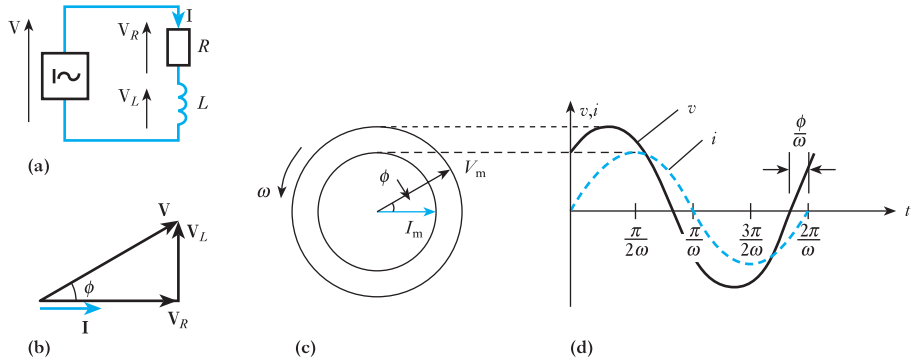 V
I
V_R
R
V_L
L
(a)
V
V_L
ϕ
I
V_R
(b)
ω
ϕ
V_m
I_m
(c)
v,i
v
i
ϕ/ω
t
π/2ω
π/ω
3π/2ω
2π/ω
(d)